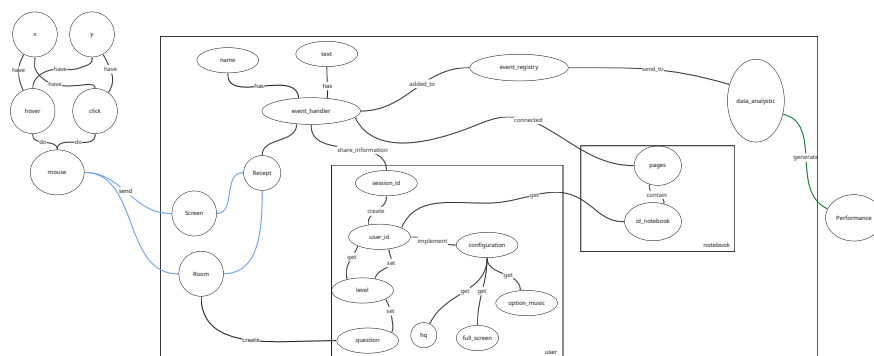 x
y
have
have
have
have
hover
click
do
do
mouse
send
Screen
Room
Recept
name
text
has
has
event_handler
added_to
event_registry
send_to
data_analystic
generate
Performance
connected
pages
contain
id_notebook
notebook
share_information
session_id
create
user_id
get
get
set
level
set
question
create
implement
configuration
get
get
get
hq
full_screen
option_music
user